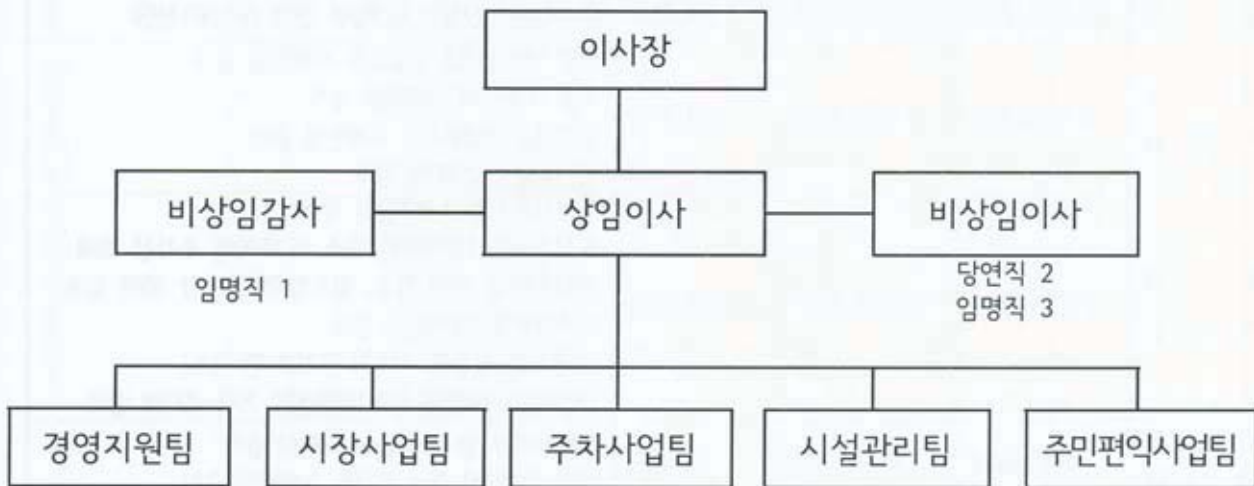 이사장
비상임감사
상임이사
비상임이사
임명직 1
당연직 2
임명직 3
경영지원팀
시장사업팀
주차사업팀
시설관리팀
주민편익사업팀